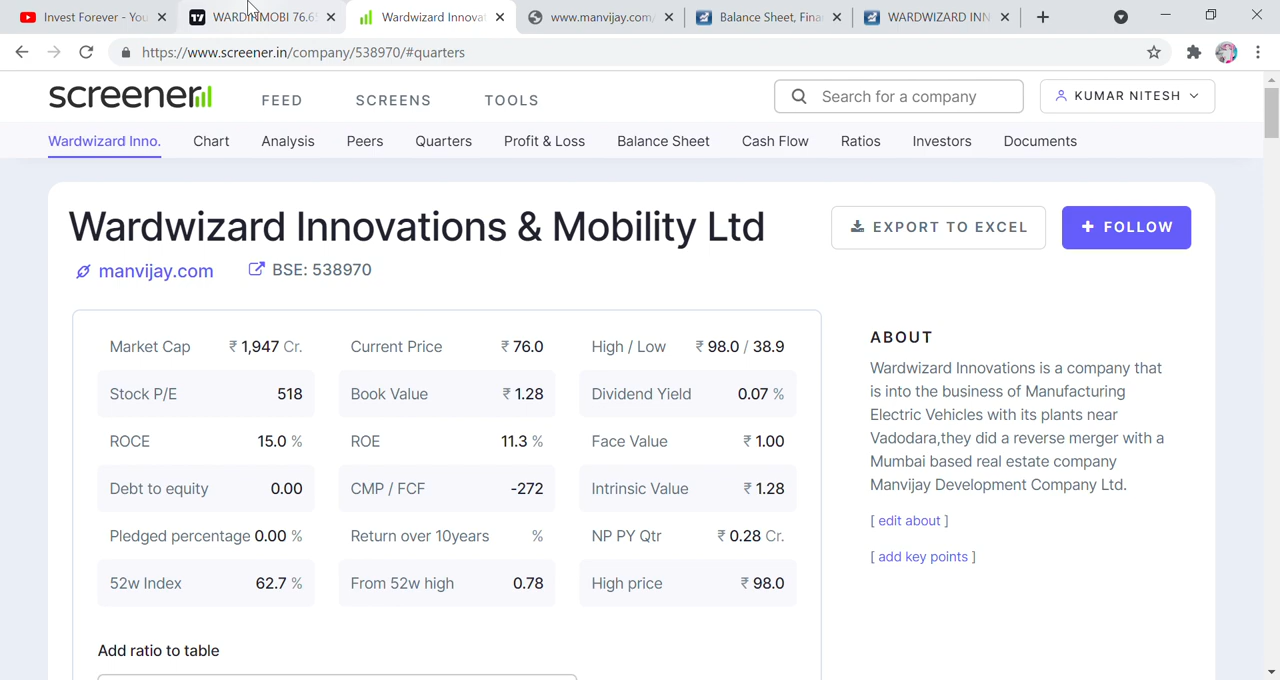 Invest Forever - You
WARDINMOBI 76.65
Wardwizard Innovat
www.manvijay.com/
Balance Sheet, Finan
WARDWIZARD INN
https://www.screener.in/company/538970/#quarters
screener
FEED
SCREENS
TOOLS
Search for a company
KUMAR NITESH
Wardwizard Inno.
Chart
Analysis
Peers
Quarters
Profit & Loss
Balance Sheet
Cash Flow
Ratios
Investors
Documents
Wardwizard Innovations & Mobility Ltd
EXPORT TO EXCEL
+ FOLLOW
manvijay.com
BSE: 538970
Market Cap ₹ 1,947 Cr.
Current Price ₹ 76.0
High / Low ₹ 98.0 / 38.9
Stock P/E 518
Book Value ₹ 1.28
Dividend Yield 0.07 %
ROCE 15.0 %
ROE 11.3 %
Face Value ₹ 1.00
Debt to equity 0.00
CMP / FCF -272
Intrinsic Value ₹ 1.28
Pledged percentage 0.00 %
Return over 10years %
NP PY Qtr ₹ 0.28 Cr.
52w Index 62.7 %
From 52w high 0.78
High price ₹ 98.0
Add ratio to table
ABOUT
Wardwizard Innovations is a company that
is into the business of Manufacturing
Electric Vehicles with its plants near
Vadodara,they did a reverse merger with a
Mumbai based real estate company
Manvijay Development Company Ltd.
[ edit about ]
[ add key points ]